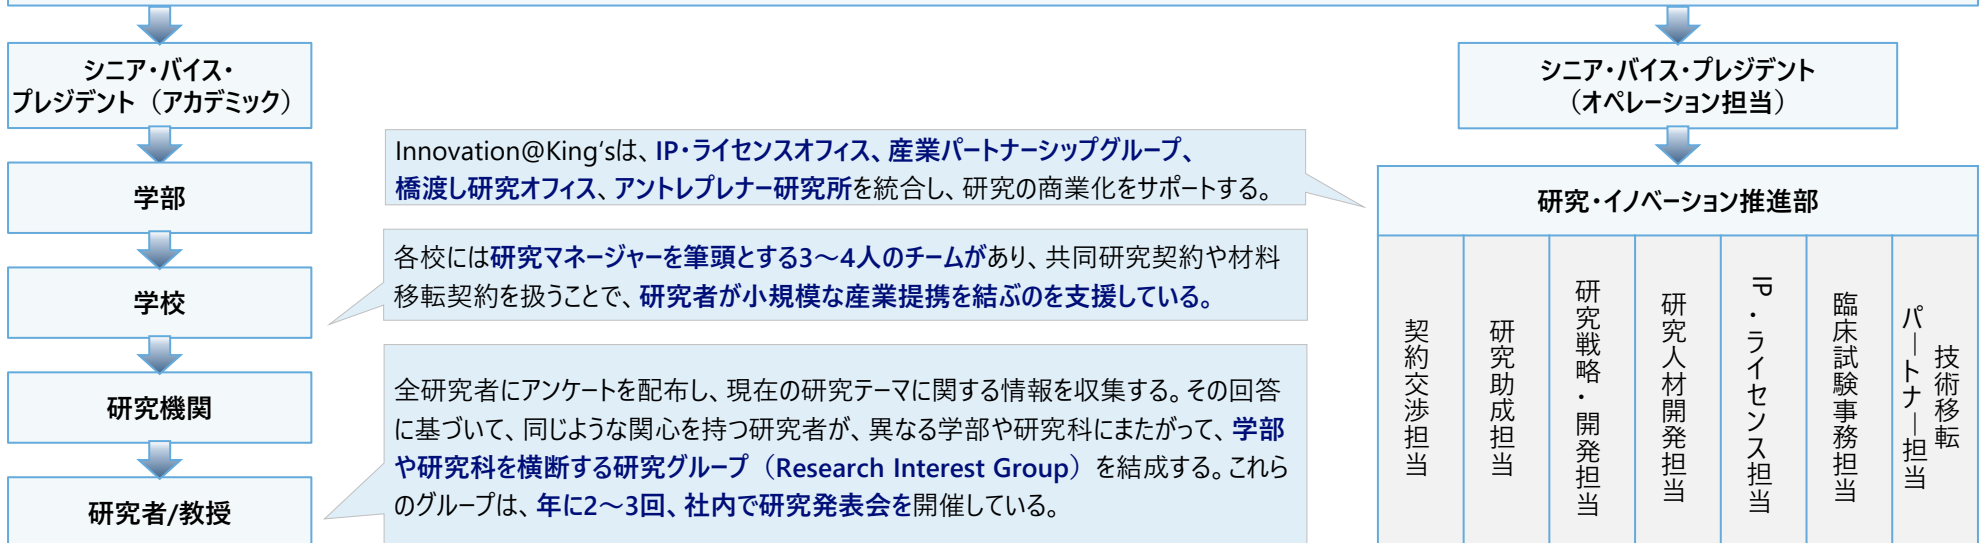 シニア・バイス・
プレジデント（アカデミック）
学部
学校
研究機関
研究者/教授
Innovation@King'sは、IP・ライセンスオフィス、産業パートナーシップグループ、
橋渡し研究オフィス、アントレプレナー研究所を統合し、研究の商業化をサポートする。
各校には研究マネージャーを筆頭とする3～4人のチームがあり、共同研究契約や材料
移転契約を扱うことで、研究者が小規模な産業提携を結ぶのを支援している。
全研究者にアンケートを配布し、現在の研究テーマに関する情報を収集する。その回答
に基づいて、同じような関心を持つ研究者が、異なる学部や研究科にまたがって、学部
や研究科を横断する研究グループ（Research Interest Group）を結成する。これら
のグループは、年に2～3回、社内で研究発表会を開催している。
シニア・バイス・プレジデント
（オペレーション担当）
研究・イノベーション推進部
契約交渉担当
研究助成担当
研究戦略・開発担当
研究人材開発担当
IP・ライセンス担当
臨床試験事務担当
技術移転
パートナー担当